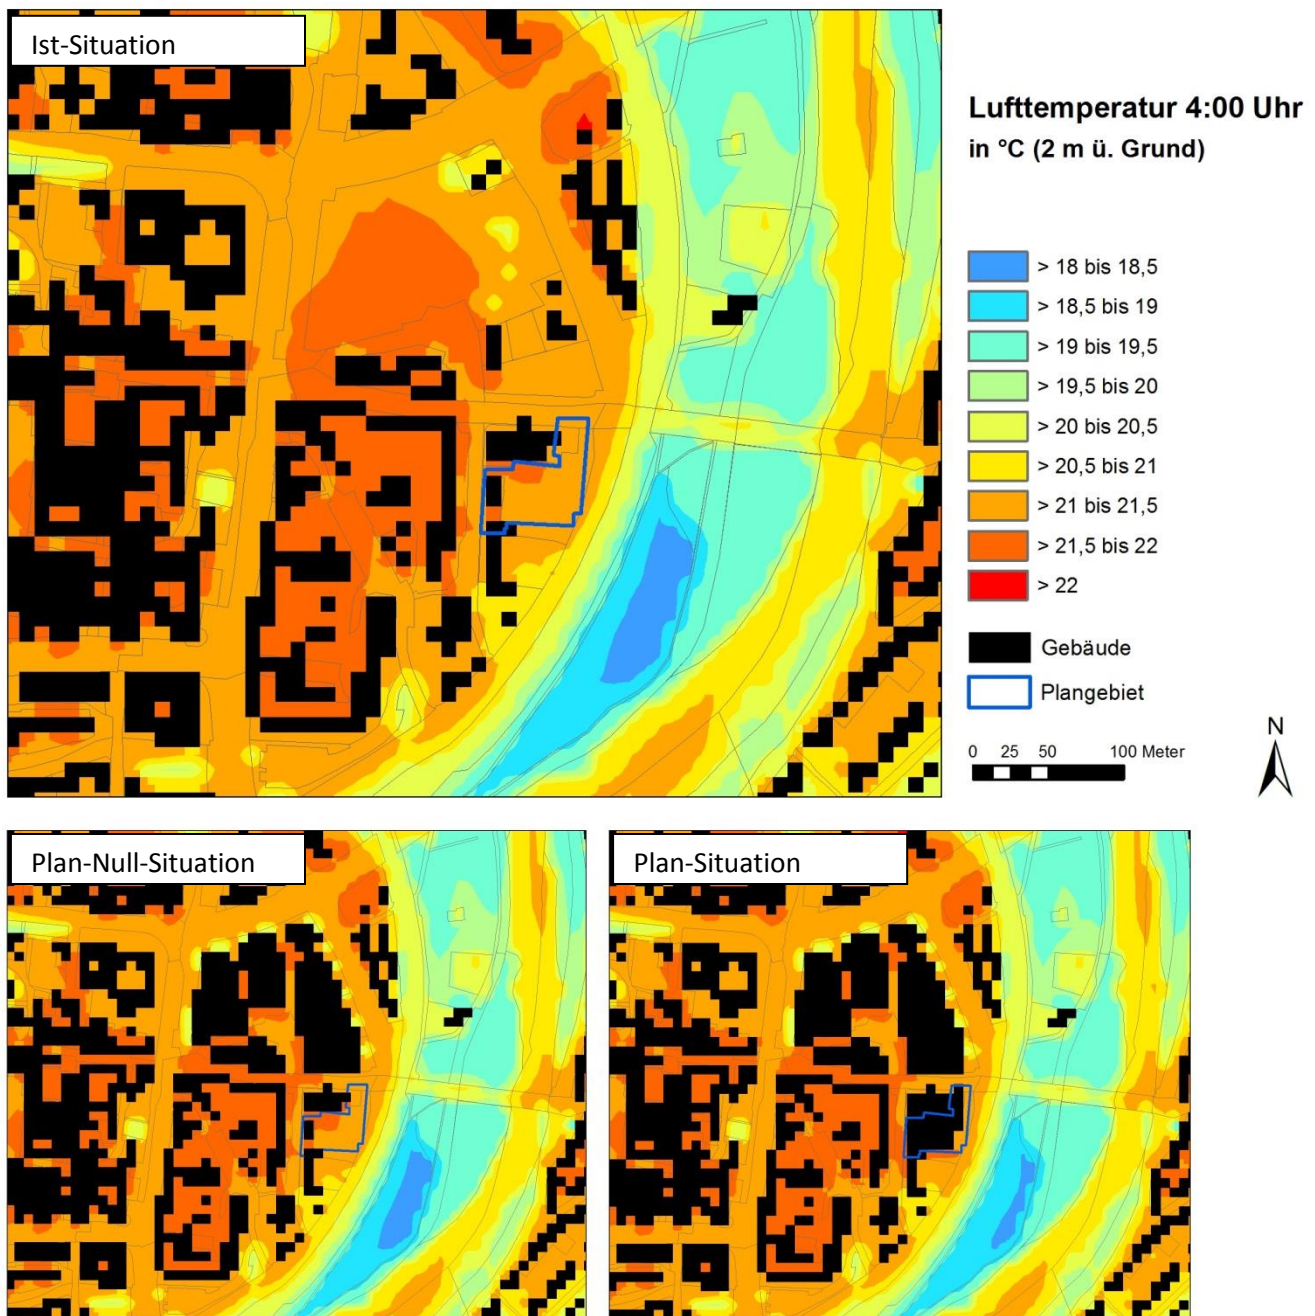 Ist-Situation
Lufttemperatur 4:00 Uhr
in °C (2 m ü. Grund)
> 18 bis 18,5
> 18,5 bis 19
> 19 bis 19,5
> 19,5 bis 20
> 20 bis 20,5
> 20,5 bis 21
> 21 bis 21,5
> 21,5 bis 22
> 22
Gebäude
Plangebiet
N
0 25 50 100 Meter
Plan-Null-Situation
Plan-Situation